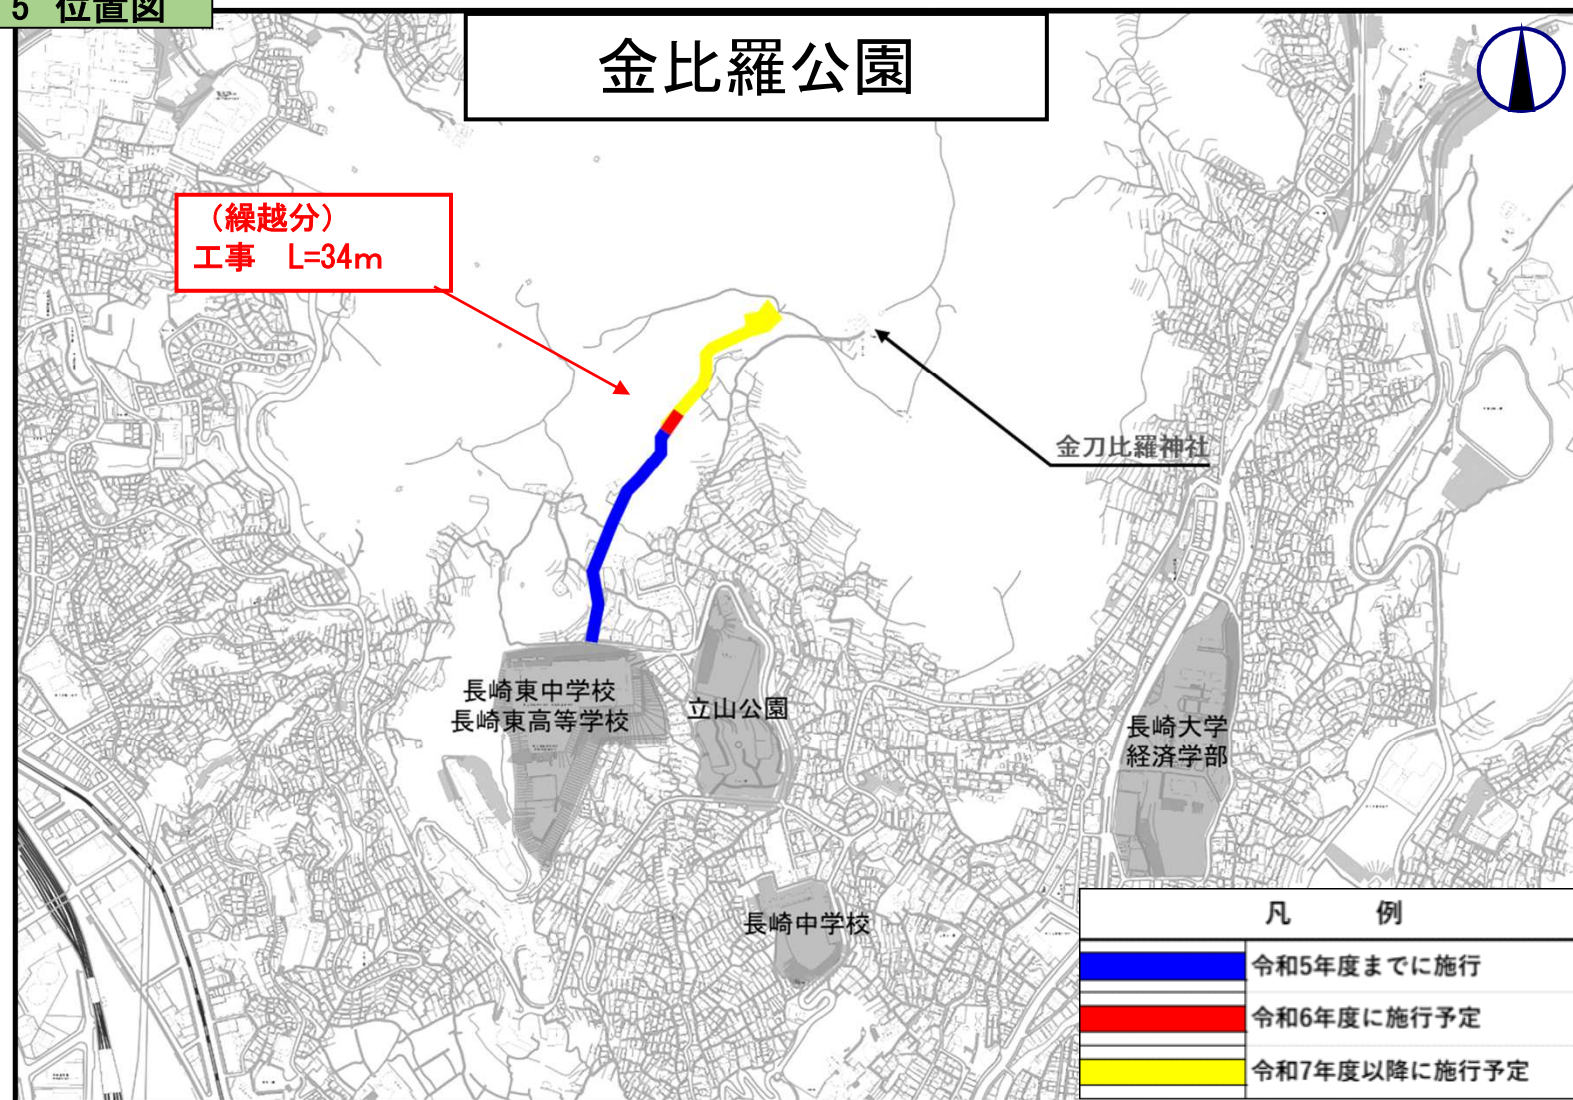 5 位置図
金比羅公園
（繰越分）
工事　L=34m
金刀比羅神社
長崎東中学校
長崎東高等学校
立山公園
長崎大学
経済学部
長崎中学校
凡　例
令和5年度までに施行
令和6年度に施行予定
令和7年度以降に施行予定